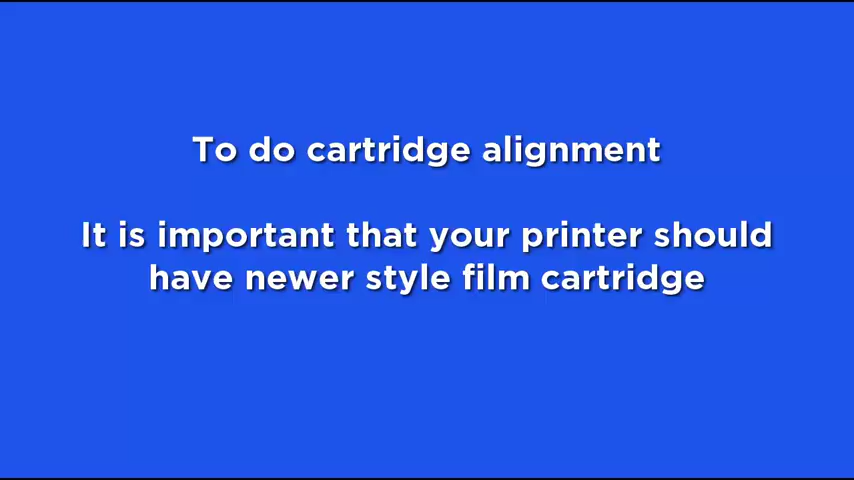 To do cartridge alignment
It is important that your printer should
have newer style film cartridge